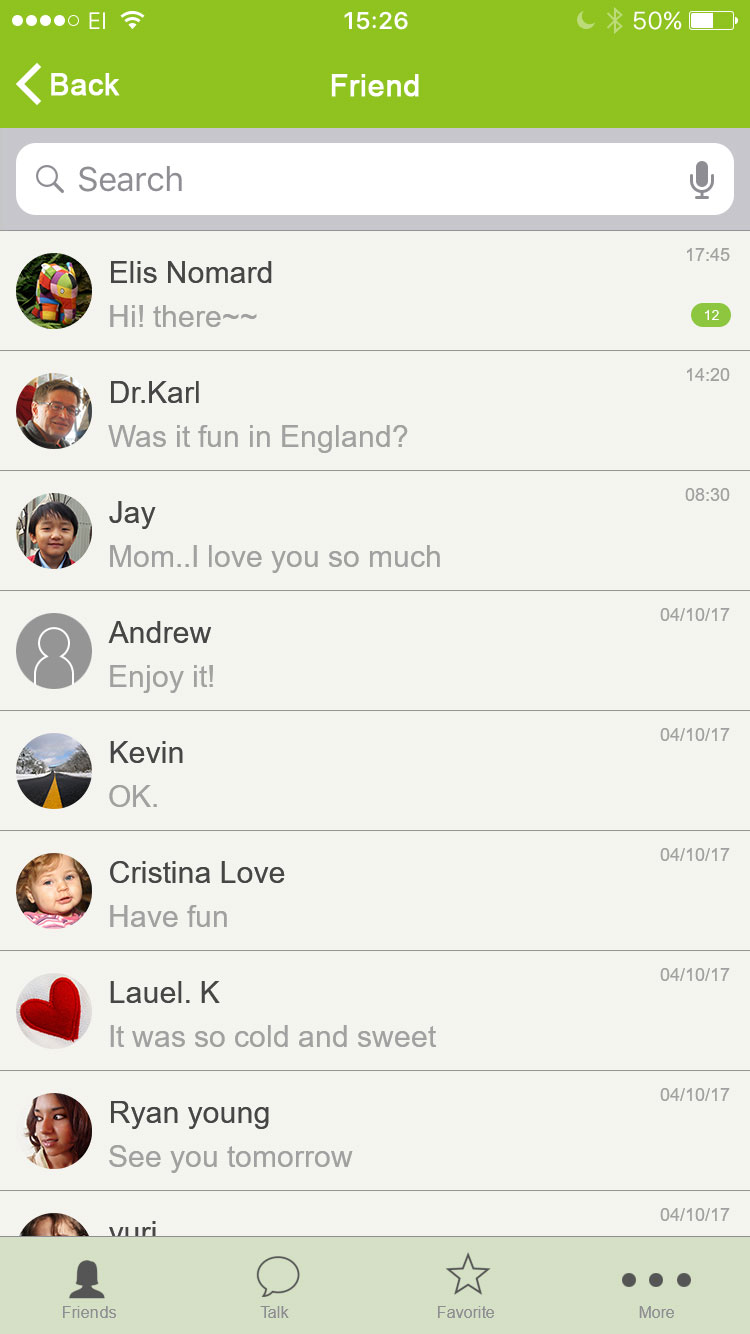 EI 15:26 50%
Back Friend
Search
Elis Nomard 17:45
Hi! there~~ 12
Dr.Karl 14:20
Was it fun in England?
Jay 08:30
Mom..I love you so much
Andrew 04/10/17
Enjoy it!
Kevin 04/10/17
OK.
Cristina Love 04/10/17
Have fun
Lauel. K 04/10/17
It was so cold and sweet
Ryan young 04/10/17
See you tomorrow
yuri 04/10/17
Friends Talk Favorite More